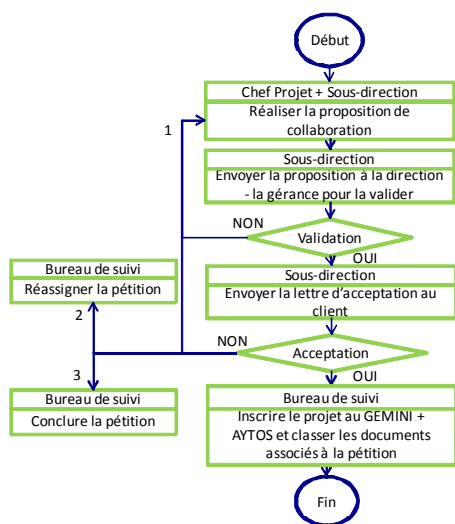 Début
Chef Projet + Sous-direction
Réaliser la proposition de
collaboration
1
Sous-direction
Envoyer la proposition à la direction
- la gérance pour la valider
NON
Validation
OUI
Bureau de suivi
Réassigner la pétition
Sous-direction
Envoyer la lettre d'acceptation au
client
2
NON
Acceptation
3
OUI
Bureau de suivi
Conclure la pétition
Bureau de suivi
Inscrire le projet au GEMINI +
AYTOS et classer les documents
associés à la pétition
Fin